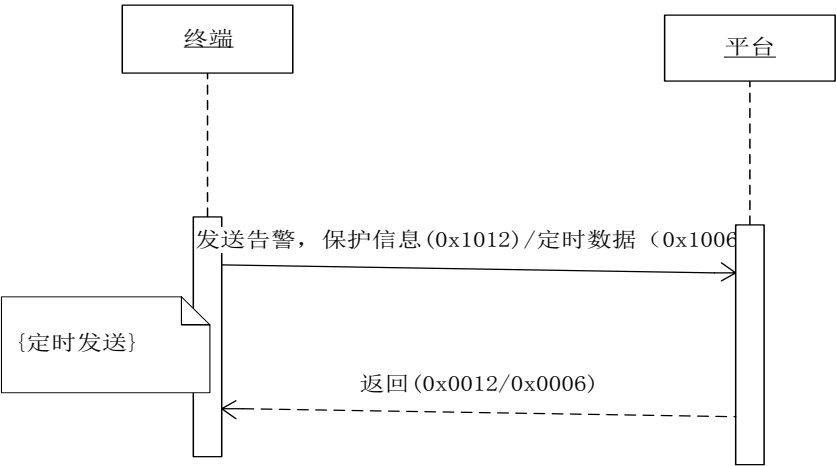 终端
平台
发送告警，保护信息(0x1012)/定时数据（0x1006
{定时发送}
返回(0x0012/0x0006)